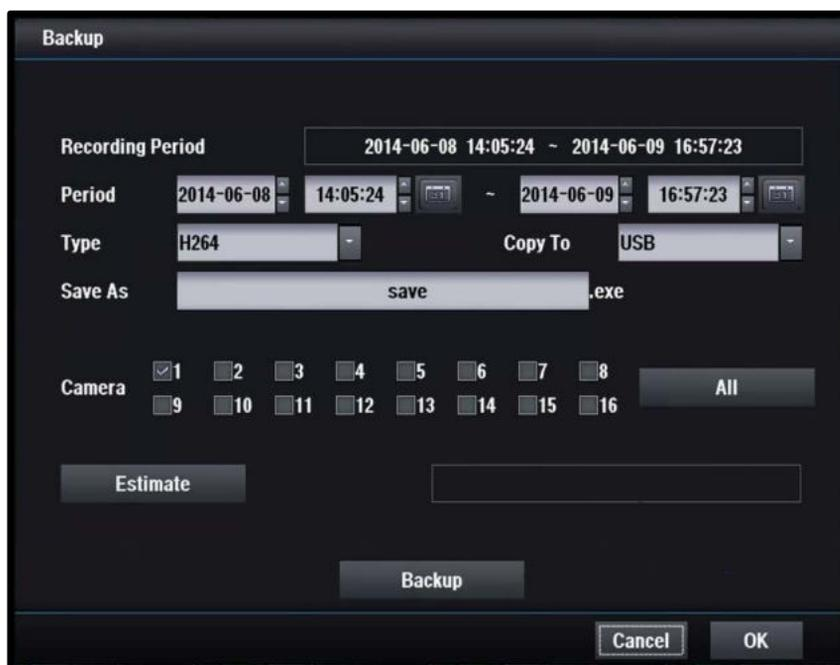 Backup
Recording Period 2014-06-08 14:05:24 ~ 2014-06-09 16:57:23
Period 2014-06-08 14:05:24 ~ 2014-06-09 16:57:23
Type H264 Copy To USB
Save As save .exe
1 2 3 4 5 6 7 8
Camera All
9 10 11 12 13 14 15 16
Estimate
Backup
Cancel OK